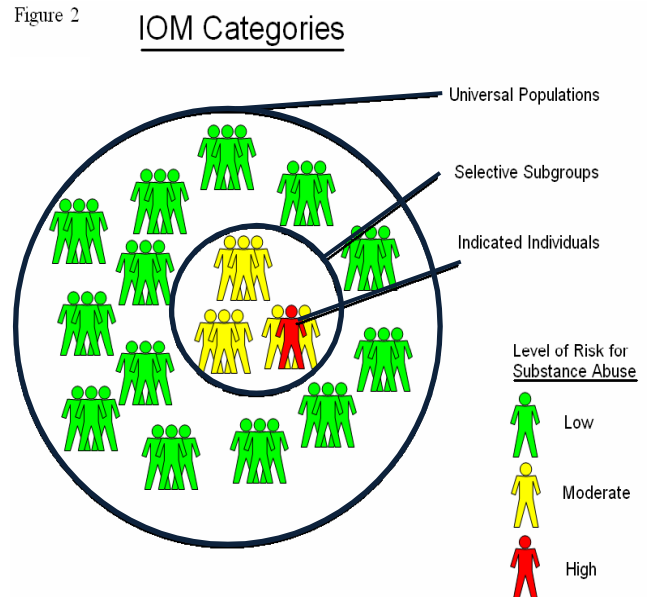 Figure 2
IOM Categories
Universal Populations
Selective Subgroups
Indicated Individuals
Level of Risk for
Substance Abuse
Low
Moderate
High